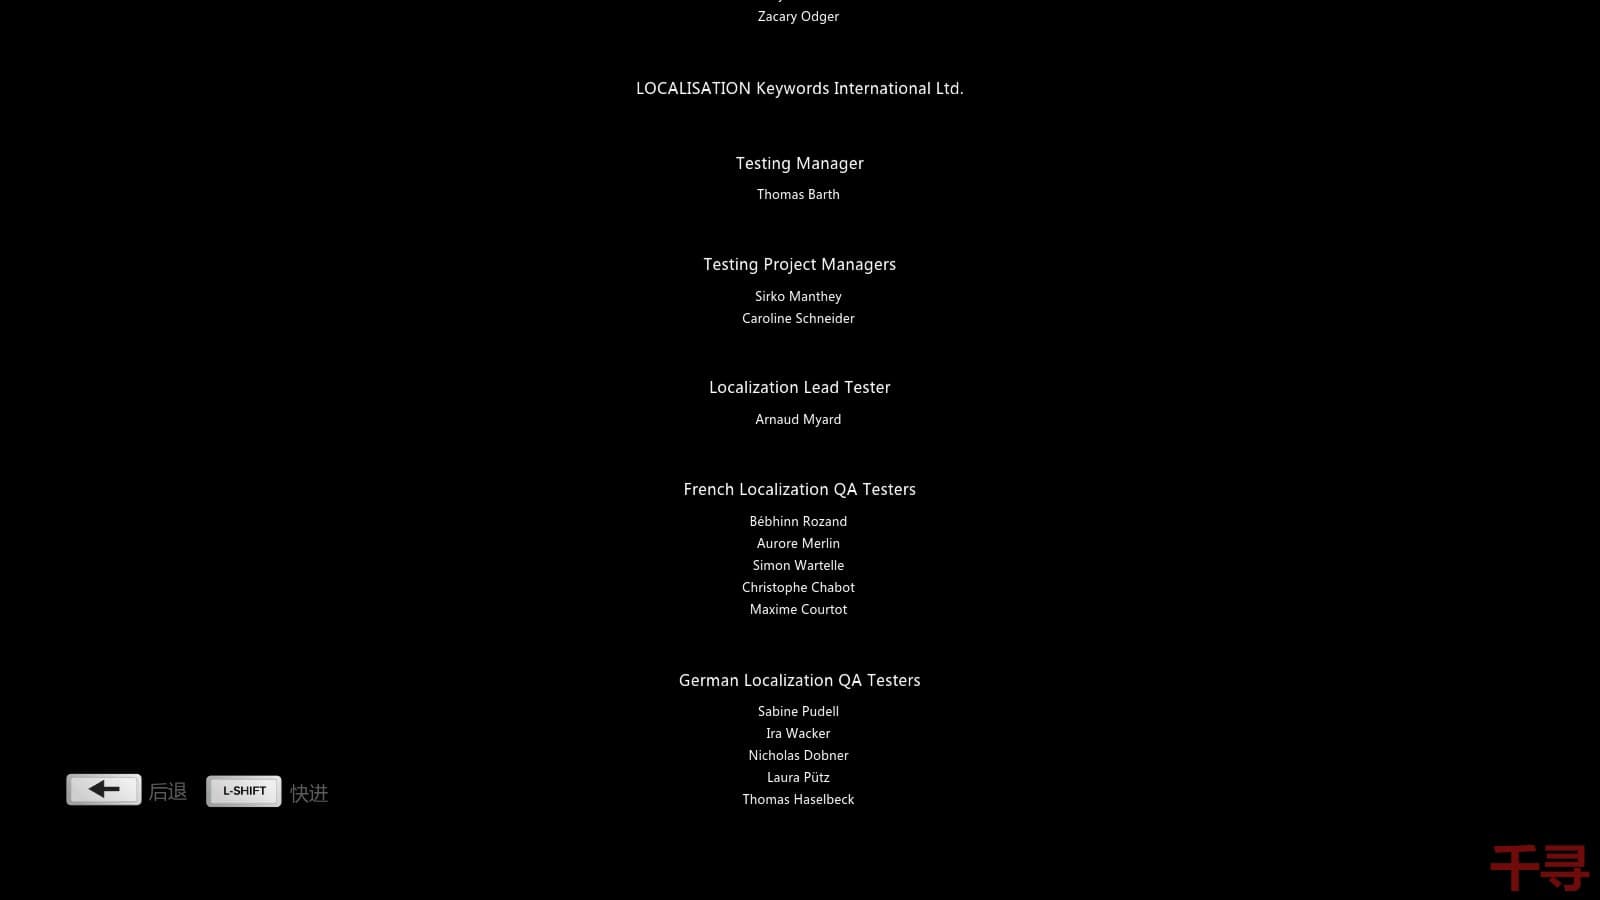 Zacary Odger
LOCALISATION Keywords International Ltd.
Testing Manager
Thomas Barth
Testing Project Managers
Sirko Manthey
Caroline Schneider
Localization Lead Tester
Arnaud Myard
French Localization QA Testers
Bébhinn Rozand
Aurore Merlin
Simon Wartelle
Christophe Chabot
Maxime Courtot
German Localization QA Testers
Sabine Pudell
Ira Wacker
Nicholas Dobner
Laura Pütz
Thomas Haselbeck
后退 L-SHIFT 快进
千寻